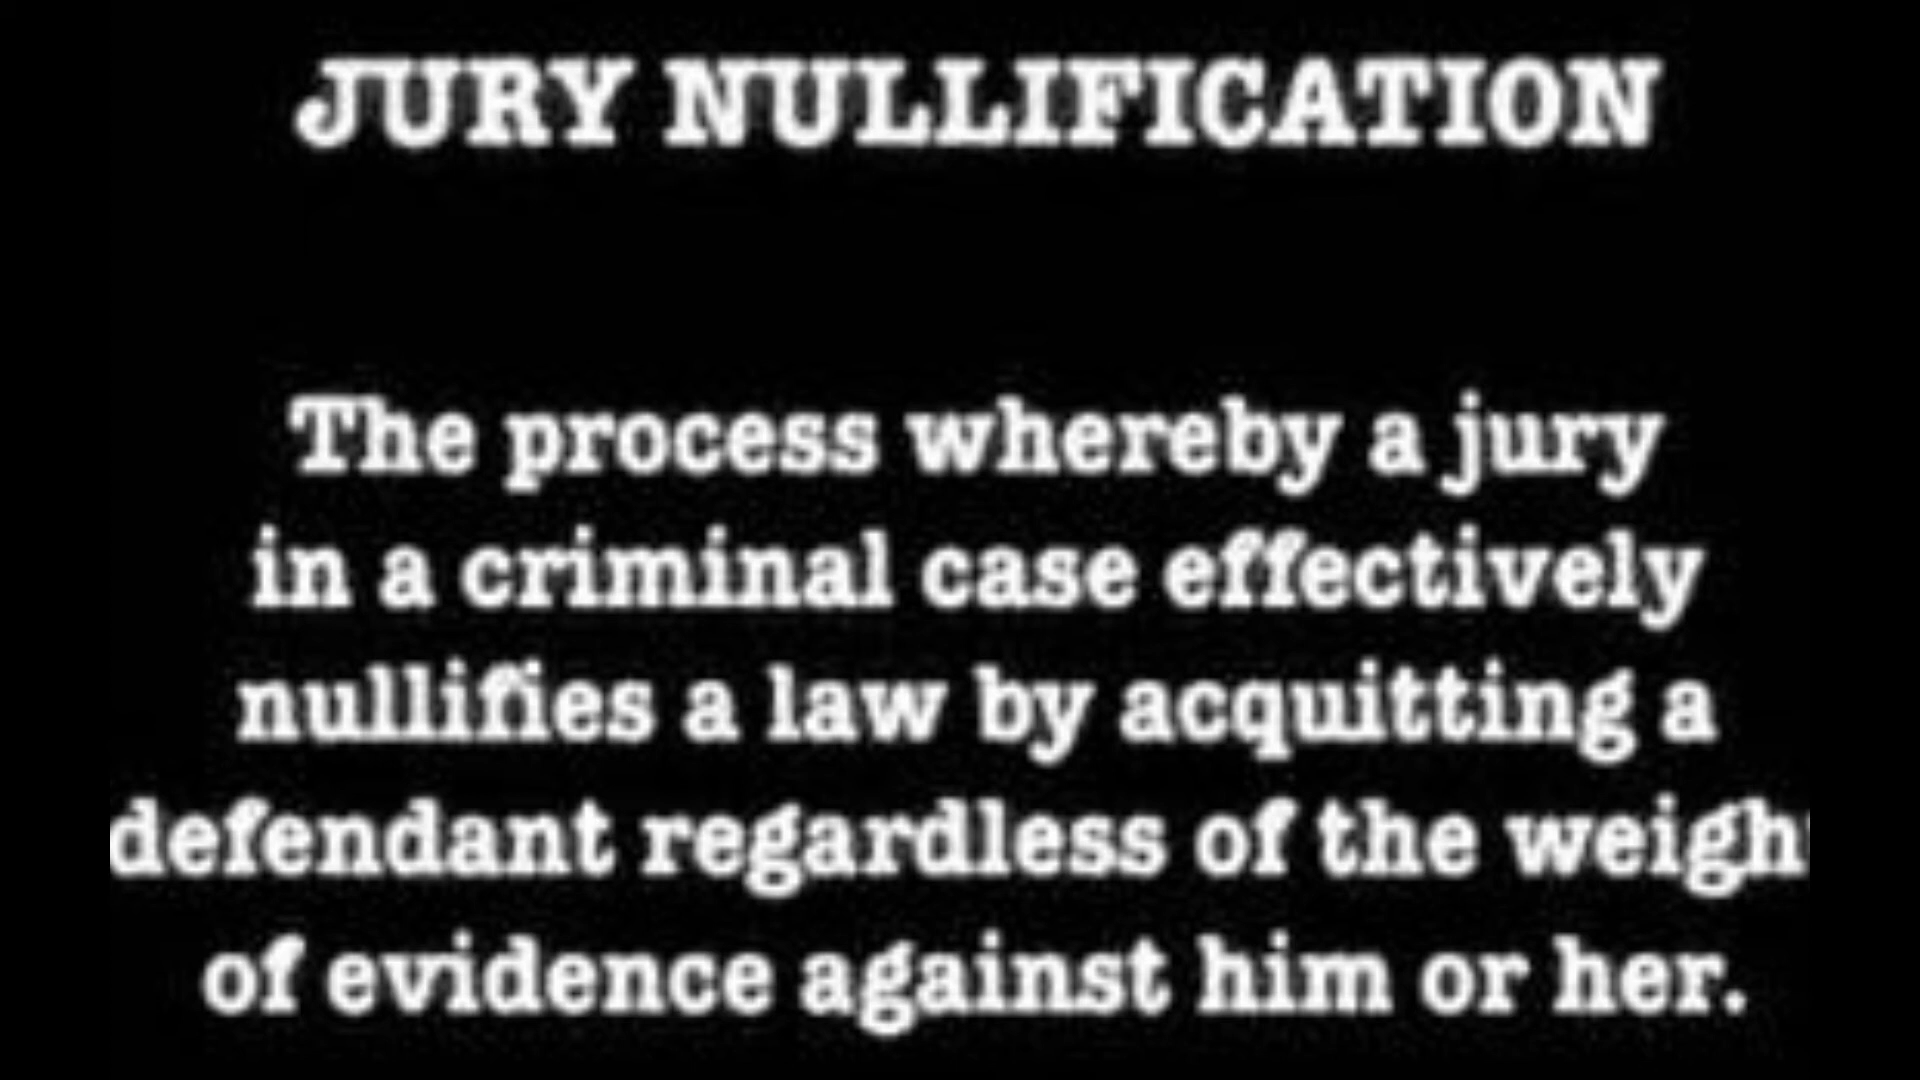 JURY NULLIFICATION
The process whereby a jury
in a criminal case effectively
nullifies a law by acquitting a
defendant regardless of the weigh
of evidence against him or her.